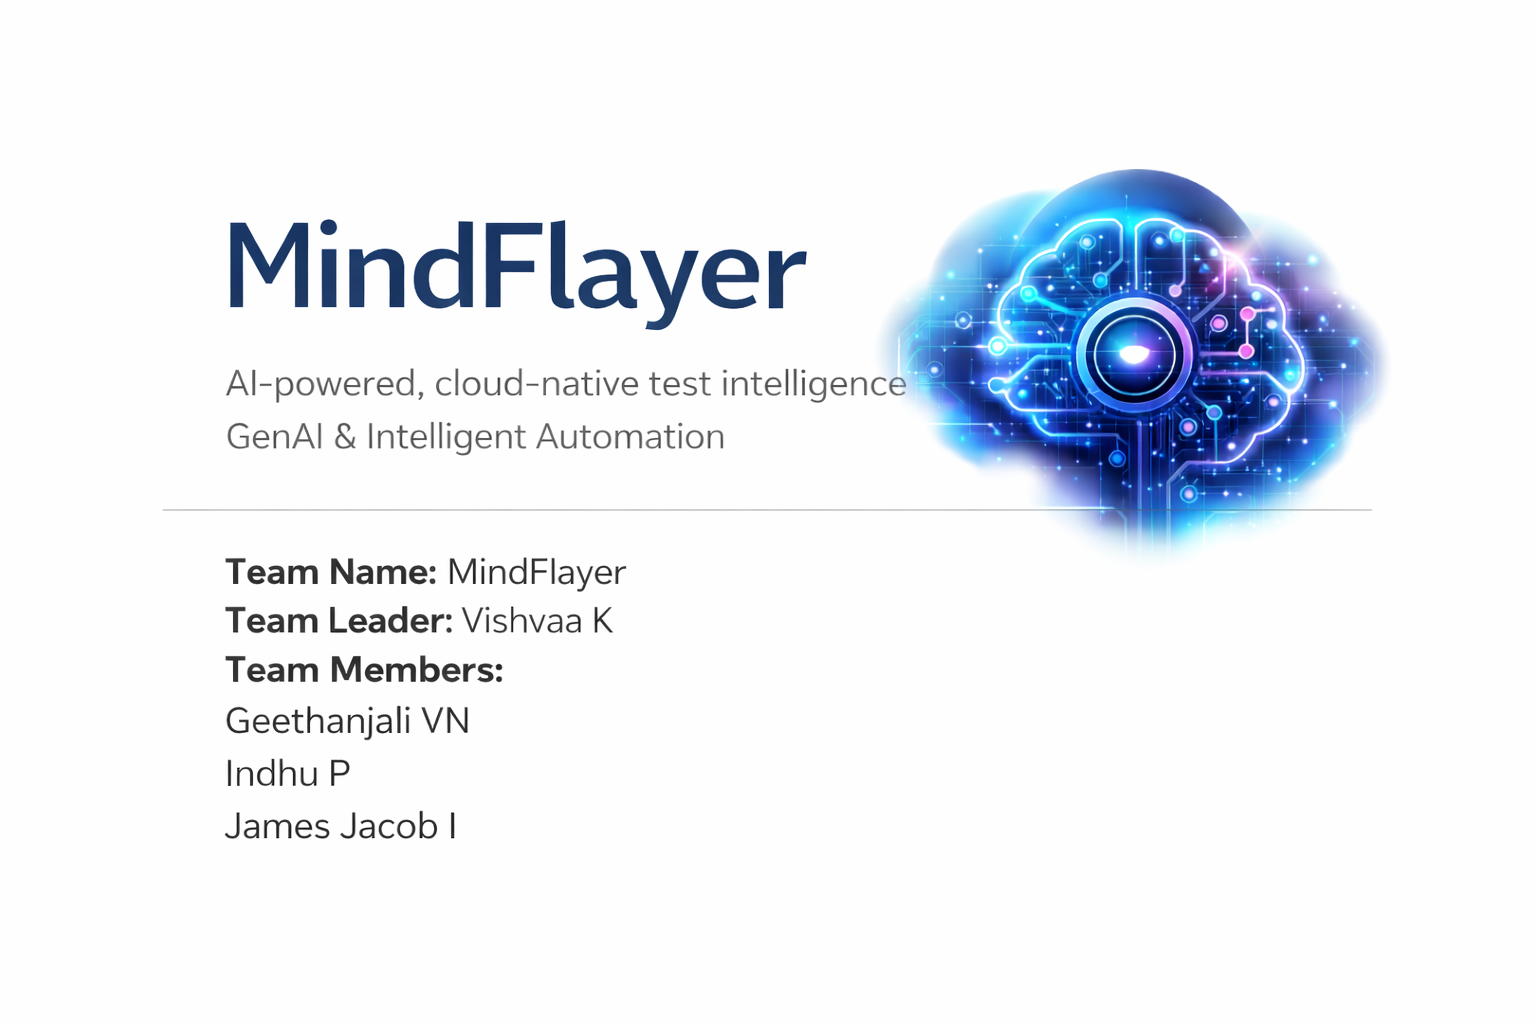 MindFlayer
AI-powered, cloud-native test intelligence
GenAI & Intelligent Automation
Team Name: MindFlayer
Team Leader: Vishvaa K
Team Members:
Geethanjali VN
Indhu P
James Jacob I